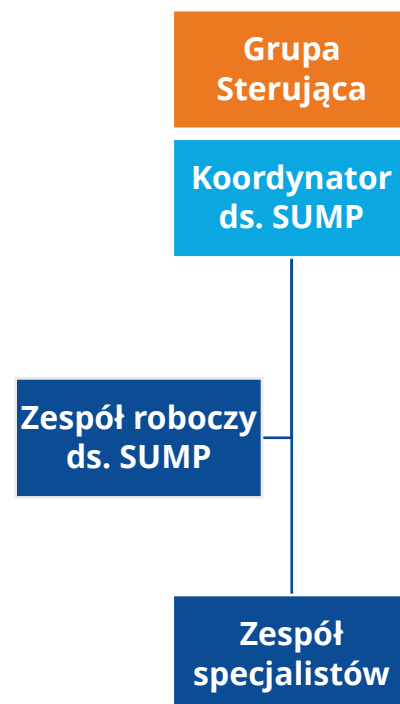 Grupa
Sterująca
Koordynator
ds. SUMP
Zespół roboczy
ds. SUMP
Zespół
specjalistów